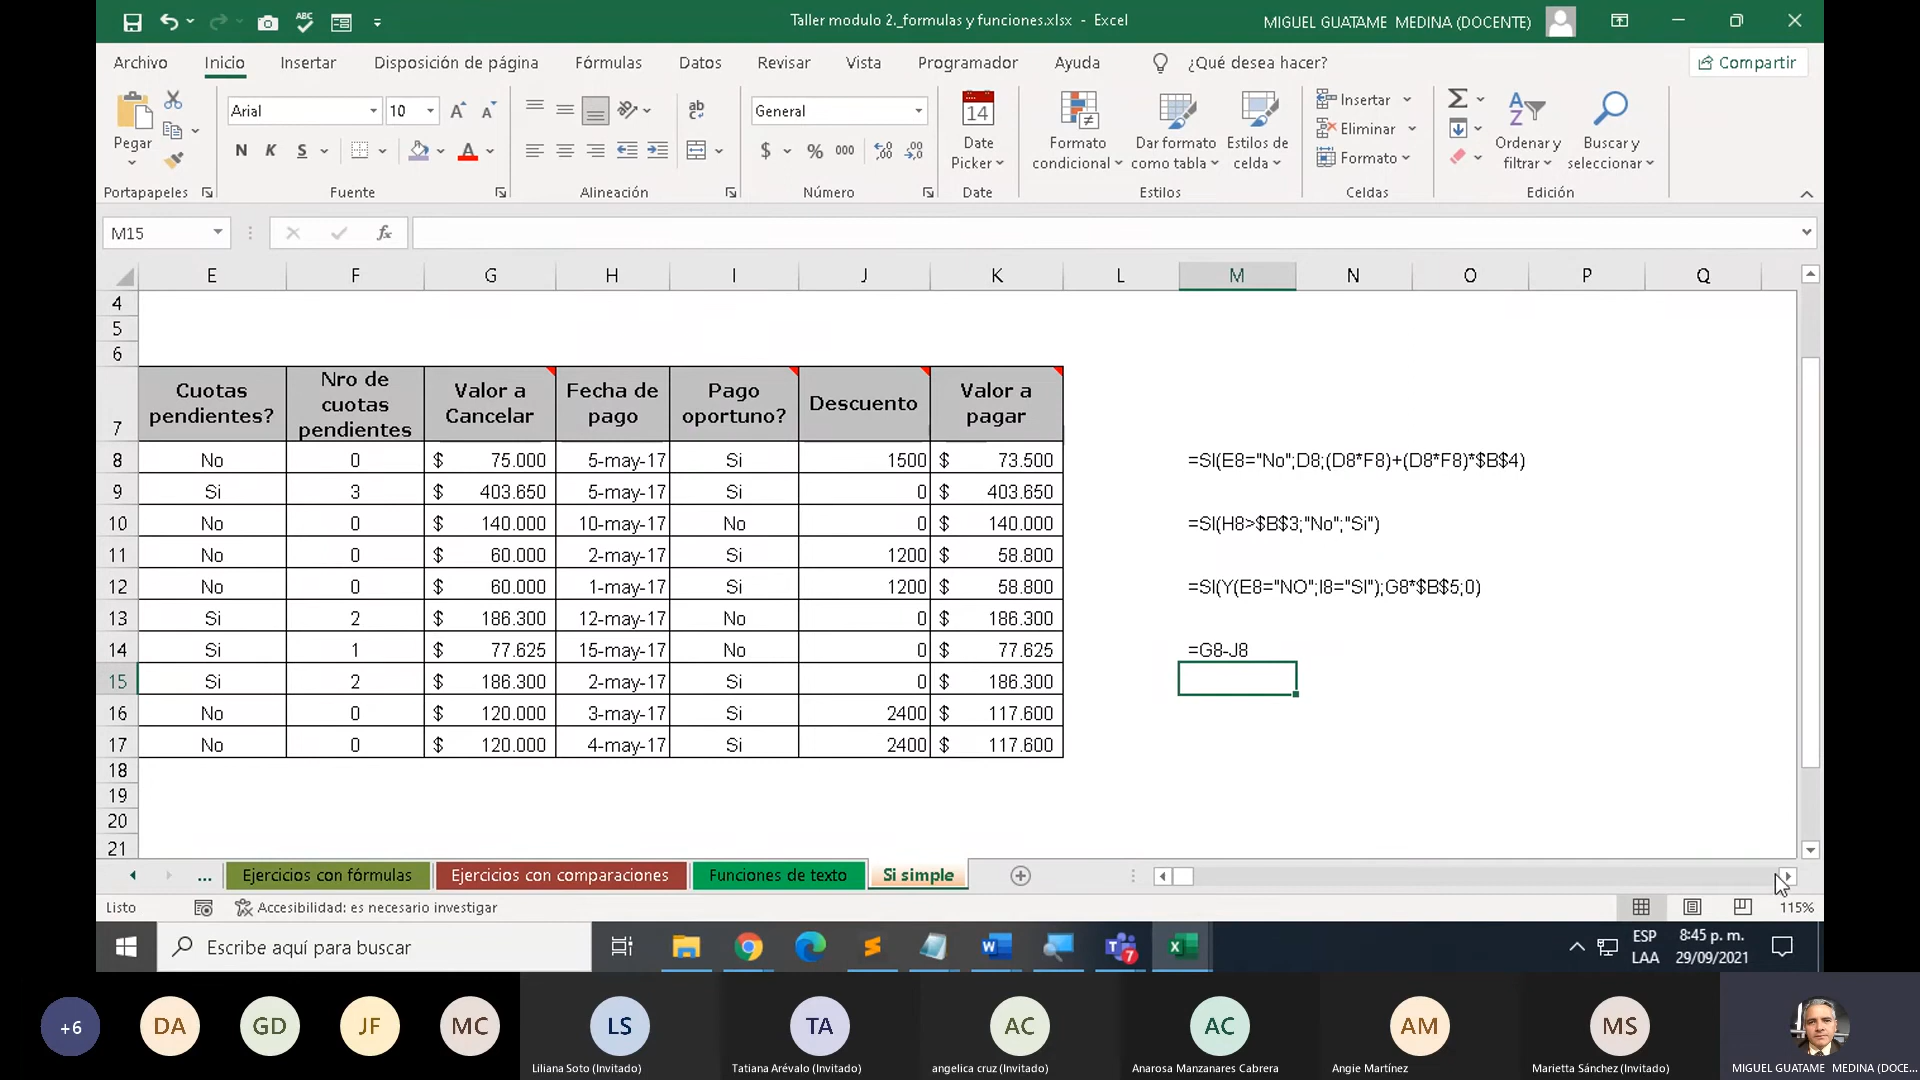 Taller modulo 2._formulas y funciones.xlsx - Excel
MIGUEL GUATAME MEDINA (DOCENTE)
Archivo Inicio Insertar Disposición de página Fórmulas Datos Revisar Vista Programador Ayuda ¿Qué desea hacer? Compartir
Pegar
Portapapeles
Arial 10
N K S
Fuente
Alineación
General
$ % 000
Número
14
Date Picker
Date
Formato condicional
Dar formato como tabla
Estilos de celda
Estilos
Insertar
Eliminar
Formato
Celdas
Ordenar y filtrar
Buscar y seleccionar
Edición
M15 fx
E F G H I J K L M N O P Q
4
5
6
7 Cuotas pendientes? Nro de cuotas pendientes Valor a Cancelar Fecha de pago Pago oportuno? Descuento Valor a pagar
8 No 0 $ 75.000 5-may-17 Si 1500 $ 73.500 =SI(E8="No";D8;(D8*F8)+(D8*F8)*$B$4)
9 Si 3 $ 403.650 5-may-17 Si 0 $ 403.650
10 No 0 $ 140.000 10-may-17 No 0 $ 140.000 =SI(H8>$B$3;"No";"Si")
11 No 0 $ 60.000 2-may-17 Si 1200 $ 58.800
12 No 0 $ 60.000 1-may-17 Si 1200 $ 58.800 =SI(Y(E8="NO";I8="SI");G8*$B$5;0)
13 Si 2 $ 186.300 12-may-17 No 0 $ 186.300
14 Si 1 $ 77.625 15-may-17 No 0 $ 77.625 =G8-J8
15 Si 2 $ 186.300 2-may-17 Si 0 $ 186.300
16 No 0 $ 120.000 3-may-17 Si 2400 $ 117.600
17 No 0 $ 120.000 4-may-17 Si 2400 $ 117.600
18
19
20
21
... Ejercicios con fórmulas Ejercicios con comparaciones Funciones de texto Si simple
Listo Accesibilidad: es necesario investigar 115%
Escribe aquí para buscar
7
ESP
LAA
8:45 p. m.
29/09/2021
+6 DA GD JF MC LS TA AC AC AM MS
Liliana Soto (Invitado) Tatiana Arévalo (Invitado) angelica cruz (Invitado) Anarosa Manzanares Cabrera Angie Martínez Marietta Sánchez (Invitado) MIGUEL GUATAME MEDINA (DOCE...